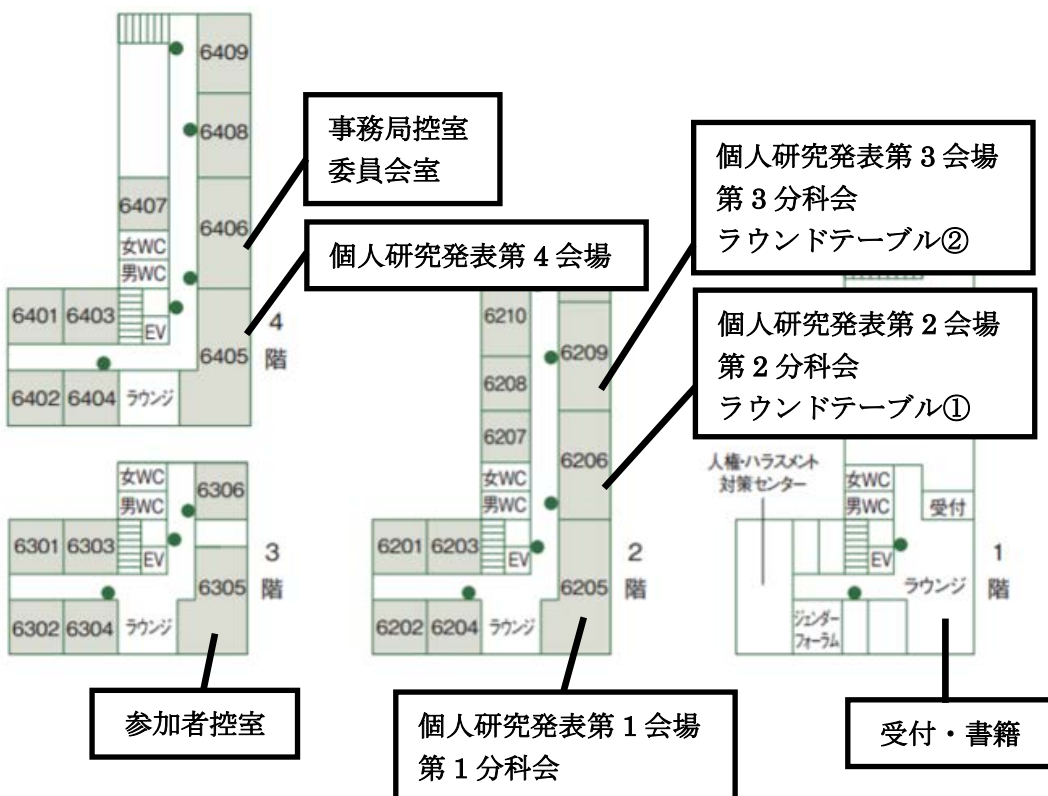 6409
6408
事務局控室
委員会室
6407
6406
女WC
男WC
個人研究発表第4会場
6401 6403
EV
4
階
6405
6402 6404 ラウンジ
個人研究発表第3会場
第3分科会
ラウンドテーブル②
個人研究発表第2会場
第2分科会
ラウンドテーブル①
6210
6209
6208
6207
6206
女WC
男WC
6201 6203
EV
2
階
6205
6202 6204 ラウンジ
個人研究発表第1会場
第1分科会
女WC
男WC
6306
6301 6303
EV
3
階
6305
6302 6304 ラウンジ
参加者控室
人権・ハラスメント
対策センター
女WC
男WC
受付
EV
1
階
ラウンジ
ジェンダー
フォーラム
受付・書籍